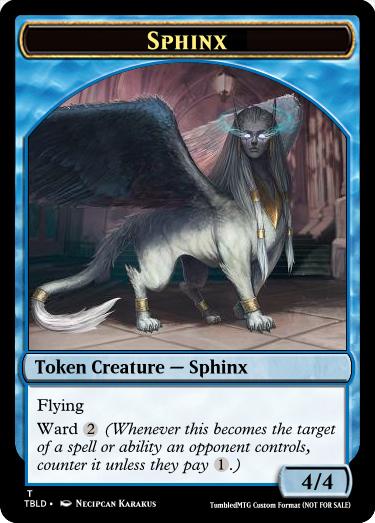 SPHINX
Token Creature — Sphinx
Flying
Ward 2 (Whenever this becomes the target
of a spell or ability an opponent controls,
counter it unless they pay 1.)
4/4
T
TBLD • NECIPCAN KARAKUS
TumbledMTG Custom Format (NOT FOR SALE)